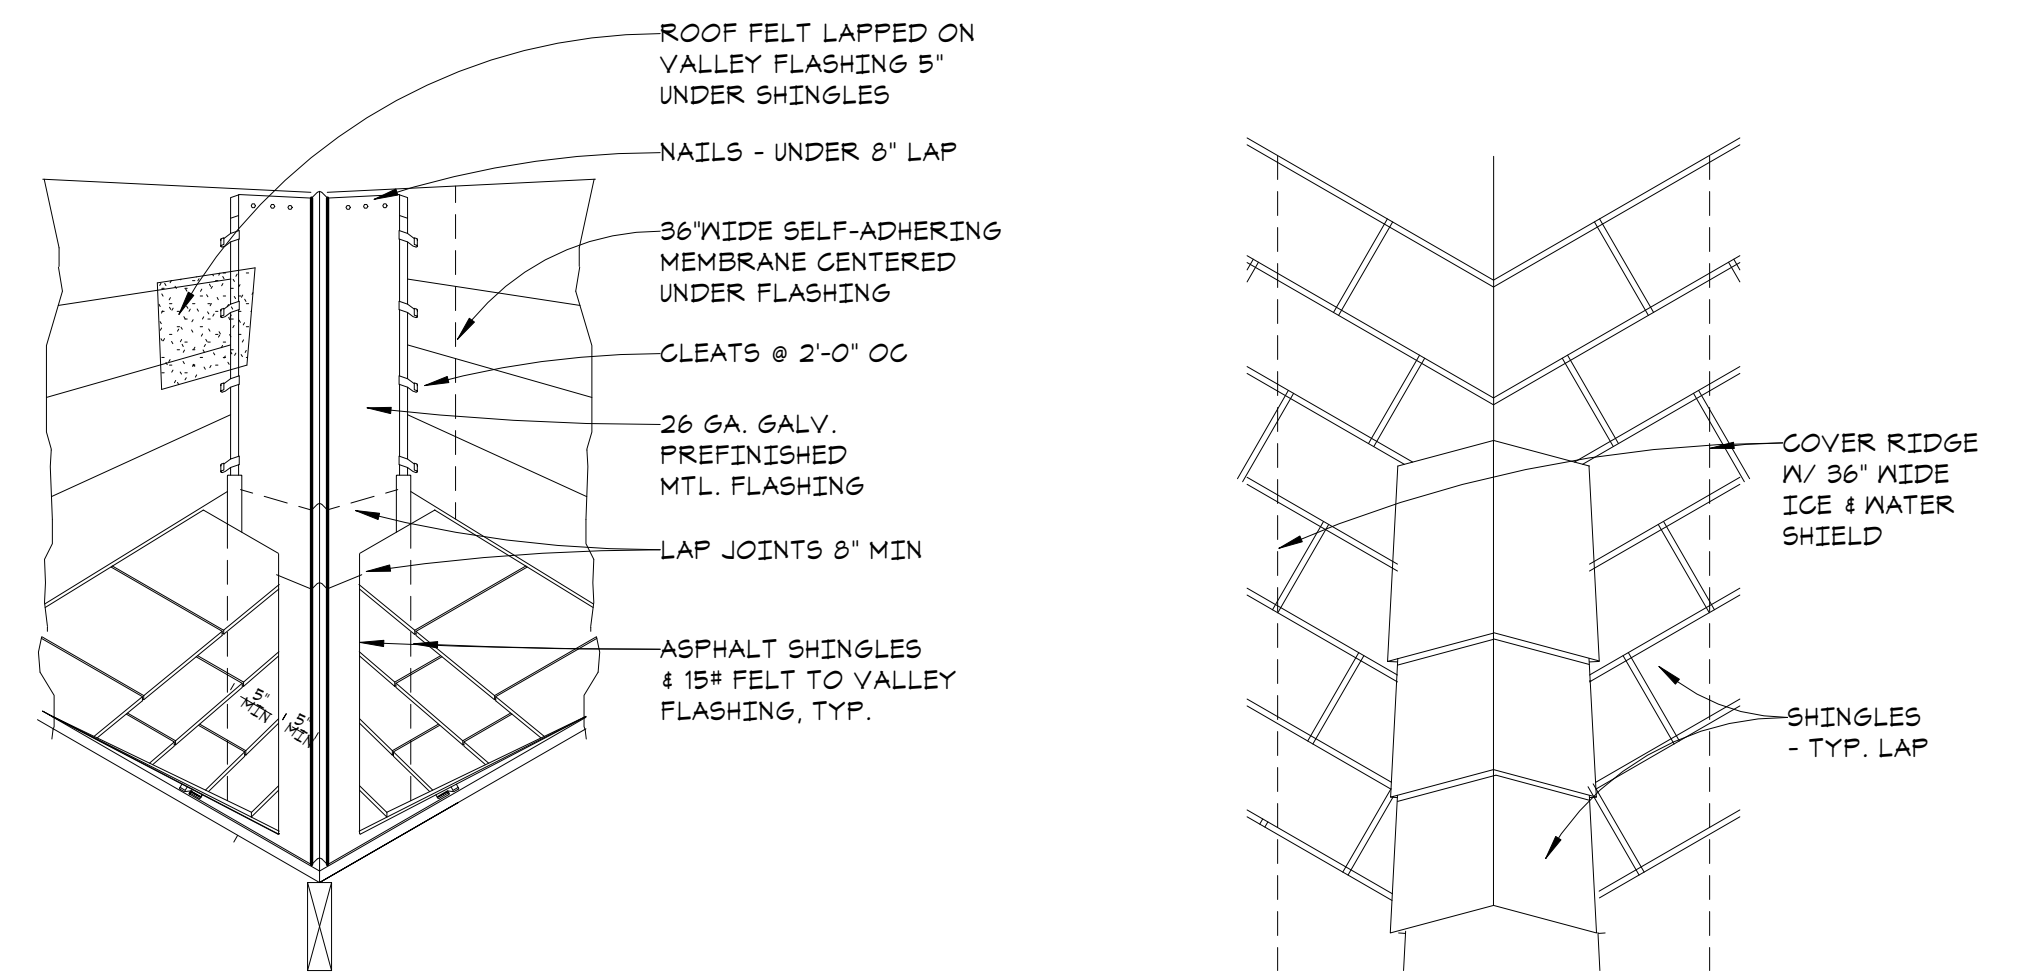 ROOF FELT LAPPED ON
VALLEY FLASHING 5"
UNDER SHINGLES
NAILS - UNDER 8" LAP
36"WIDE SELF-ADHERING
MEMBRANE CENTERED
UNDER FLASHING
CLEATS @ 2'-0" OC
26 GA. GALV.
PREFINISHED
MTL. FLASHING
LAP JOINTS 8" MIN
ASPHALT SHINGLES
& 15# FELT TO VALLEY
FLASHING, TYP.
5"
MIN
5"
MIN
COVER RIDGE
W/ 36" WIDE
ICE & WATER
SHIELD
SHINGLES
- TYP. LAP